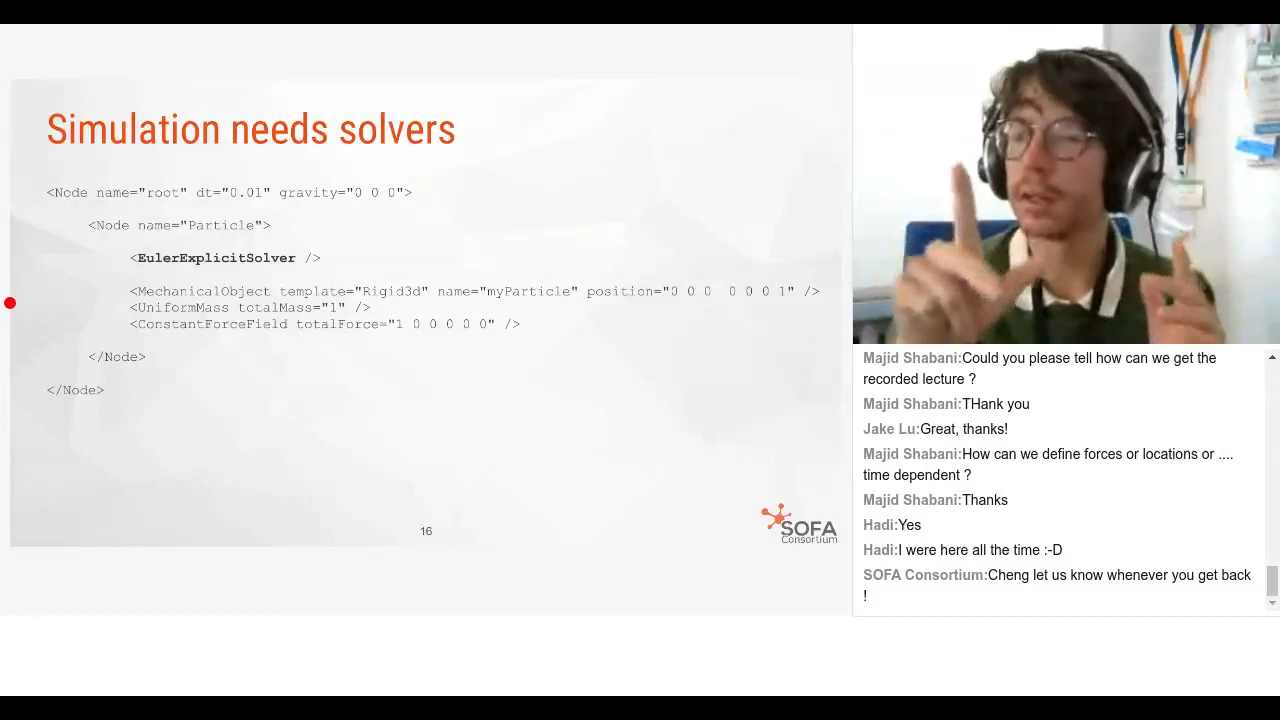 Simulation needs solvers
<Node name="root" dt="0.01" gravity="0 0 0">
<Node name="Particle">
<EulerExplicitSolver />
<MechanicalObject template="Rigid3d" name="myParticle" position="0 0 0  0 0 0 1" />
<UniformMass totalMass="1" />
<ConstantForceField totalForce="1 0 0 0 0 0" />
</Node>
</Node>
16
SOFA
Consortium
Majid Shabani:Could you please tell how can we get the
recorded lecture ?
Majid Shabani:THank you
Jake Lu:Great, thanks!
Majid Shabani:How can we define forces or locations or ....
time dependent ?
Majid Shabani:Thanks
Hadi:Yes
Hadi:I were here all the time :-D
SOFA Consortium:Cheng let us know whenever you get back
!